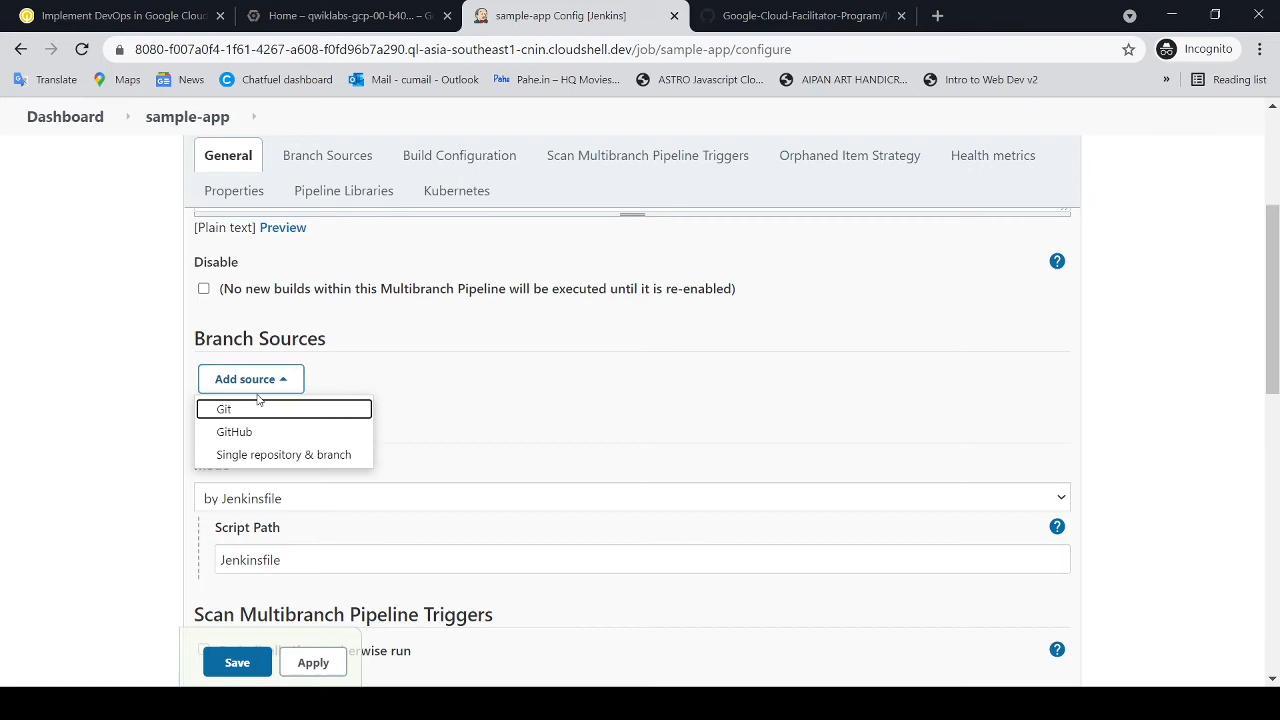 Implement DevOps in Google Cloud
Home – qwiklabs-gcp-00-b40... – G
sample-app Config [Jenkins]
Google-Cloud-Facilitator-Program/
8080-f007a0f4-1f61-4267-a608-f0fd96b7a290.ql-asia-southeast1-cnin.cloudshell.dev/job/sample-app/configure
Incognito
Translate
Maps
News
Chatfuel dashboard
Mail - cumail - Outlook
Pahe.in – HQ Movies...
ASTRO Javascript Clo...
AIPAN ART HANDICR...
Intro to Web Dev v2
»
Reading list
Dashboard
sample-app
General
Branch Sources
Build Configuration
Scan Multibranch Pipeline Triggers
Orphaned Item Strategy
Health metrics
Properties
Pipeline Libraries
Kubernetes
[Plain text] Preview
Disable
?
(No new builds within this Multibranch Pipeline will be executed until it is re-enabled)
Branch Sources
Add source
Git
GitHub
Single repository & branch
by Jenkinsfile
Script Path
?
Jenkinsfile
Scan Multibranch Pipeline Triggers
run
?
Save
Apply